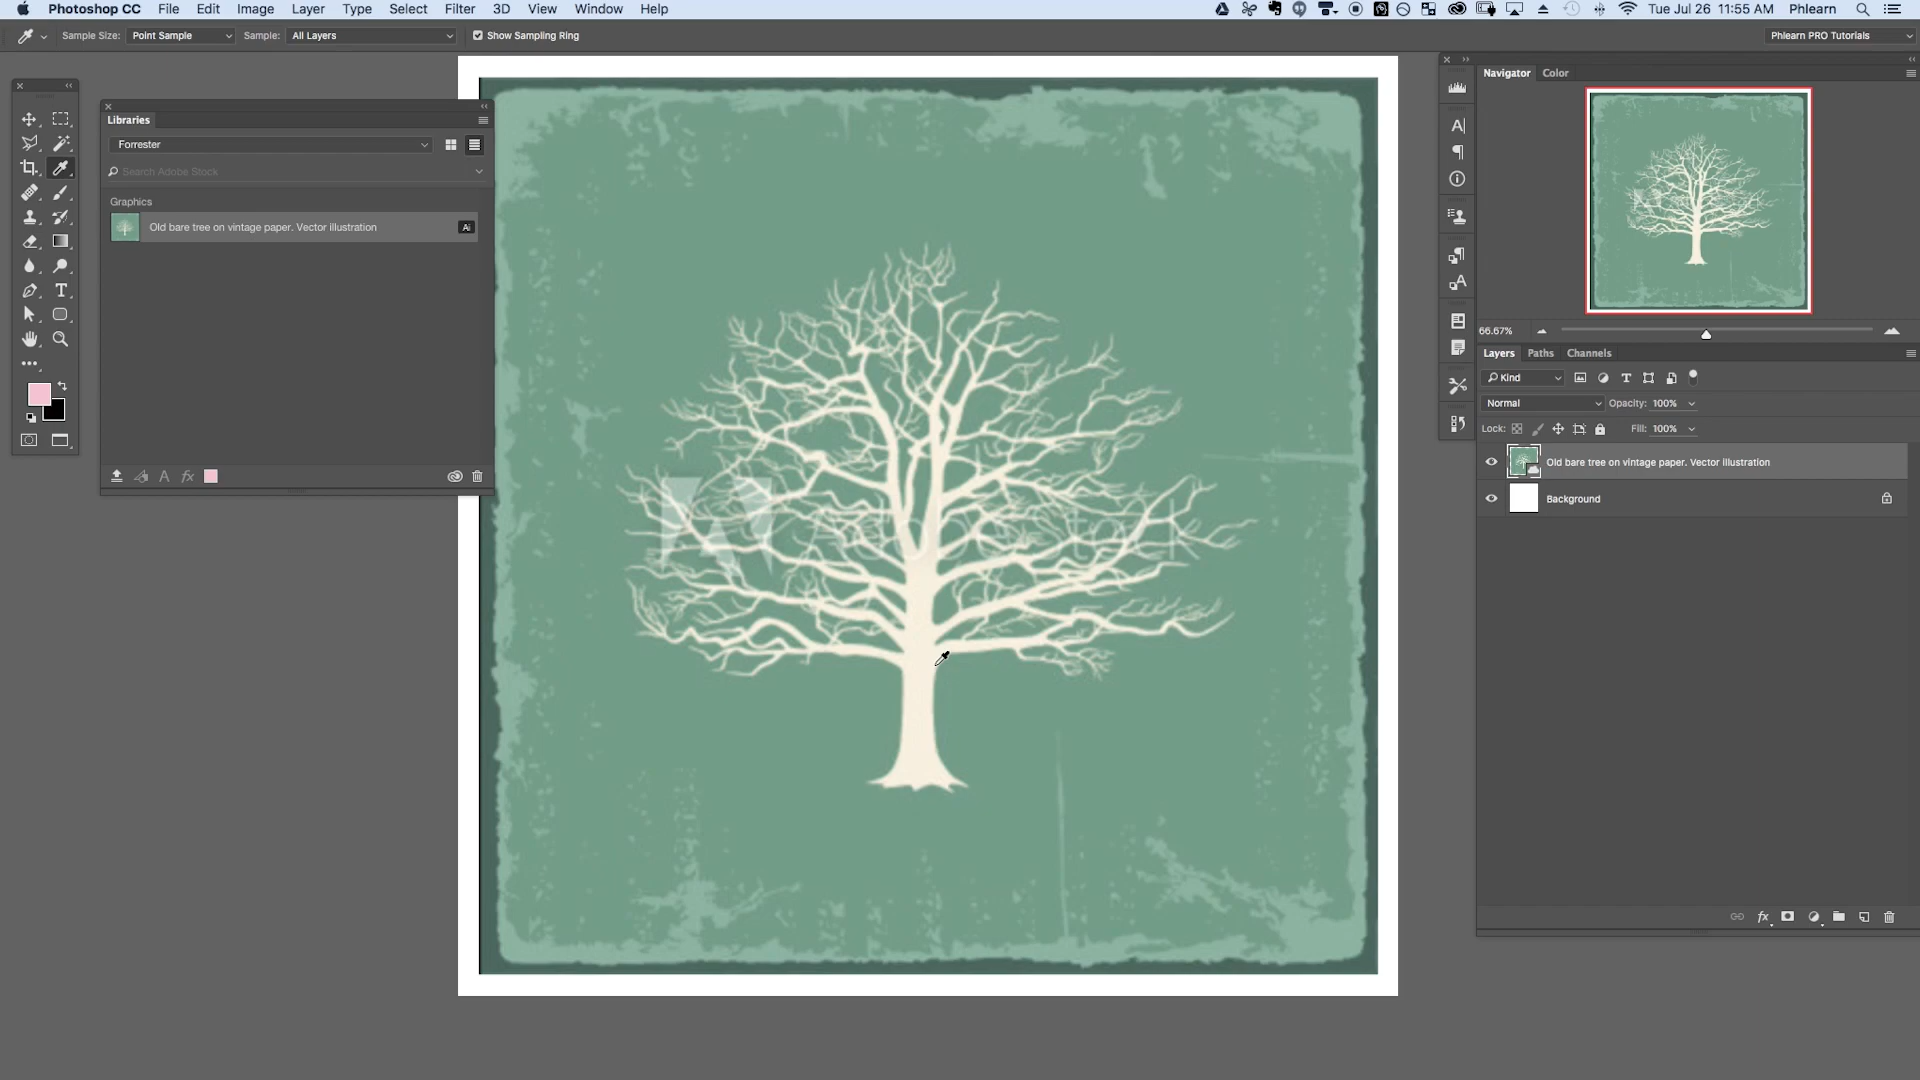 Photoshop CC File Edit Image Layer Type Select Filter 3D View Window Help Tue Jul 26 11:55 AM Phlearn
Sample Size: Point Sample Sample: All Layers Show Sampling Ring Phlearn PRO Tutorials
Navigator Color
Libraries
Forrester
Search Adobe Stock
Graphics
Old bare tree on vintage paper. Vector illustration Ai
66.67%
Layers Paths Channels
Kind
Normal Opacity: 100%
Lock: Fill: 100%
Old bare tree on vintage paper. Vector illustration
Background
Adobe Stock